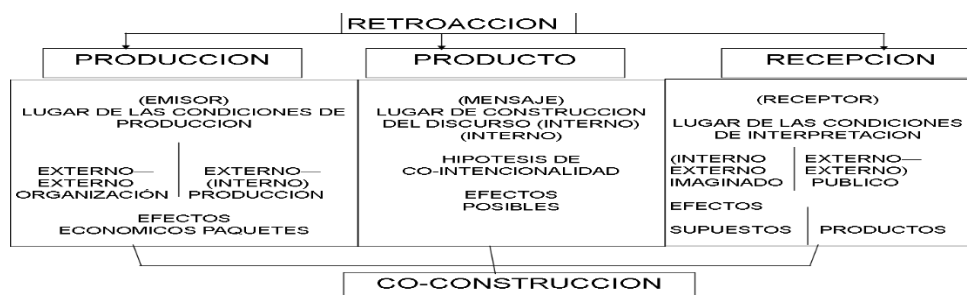 RETROACCION
PRODUCCION
PRODUCTO
RECEPCION
(EMISOR)
LUGAR DE LAS CONDICIONES DE
PRODUCCION
EXTERNO—
EXTERNO
ORGANIZACIÓN
EXTERNO—
(INTERNO)
PRODUCCIÓN
EFECTOS
ECONOMICOS PAQUETES
(MENSAJE)
LUGAR DE CONSTRUCCION
DEL DISCURSO (INTERNO)
(INTERNO)
HIPOTESIS DE
CO-INTENCIONALIDAD
EFECTOS
POSIBLES
(RECEPTOR)
LUGAR DE LAS CONDICIONES
DE INTERPRETACION
(INTERNO
EXTERNO
IMAGINADO
EXTERNO—
EXTERNO)
PUBLICO
EFECTOS
SUPUESTOS
PRODUCTOS
CO-CONSTRUCCION